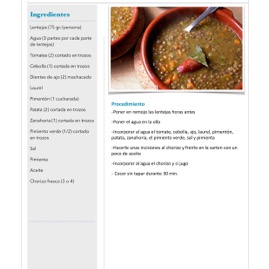 Ingredientes
Lentejas (75 gr./persona)
Agua (3 partes por cada parte
de lentejas)
Tomates (2) cortado en trozos
Cebolla (1) cortada en trozos
Dientes de ajo (2) machacado
Laurel
Pimentón (1 cucharada)
Patata (2) cortada en trozos
Zanahoria (1) cortada en trozos
Pimiento verde (1/2) cortado
en trozos
Sal
Pimienta
Aceite
Chorizo fresco (3 o 4)
Procedimiento
-Poner en remojo las lentejas horas antes
-Poner el agua en la olla
-Incorporar al agua el tomate, cebolla, ajo, laurel, pimentón,
patata, zanahoria, el pimiento verde, sal y pimienta
-Hacerle unas incisiones al chorizo y freírlo en la sartén con un
poco de aceite
-Incorporar al agua el chorizo y su jugo
- Cocer sin tapar durante 30 min.